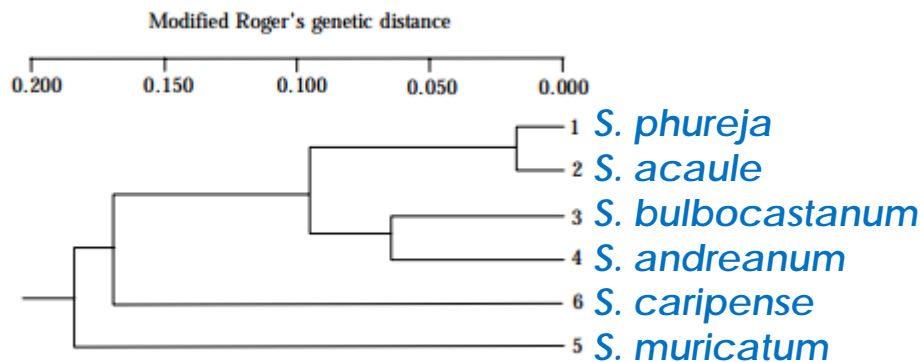 Modified Roger's genetic distance
0.200 0.150 0.100 0.050 0.000
1 S. phureja
2 S. acaule
3 S. bulbocastanum
4 S. andreanum
6 S. caripense
5 S. muricatum